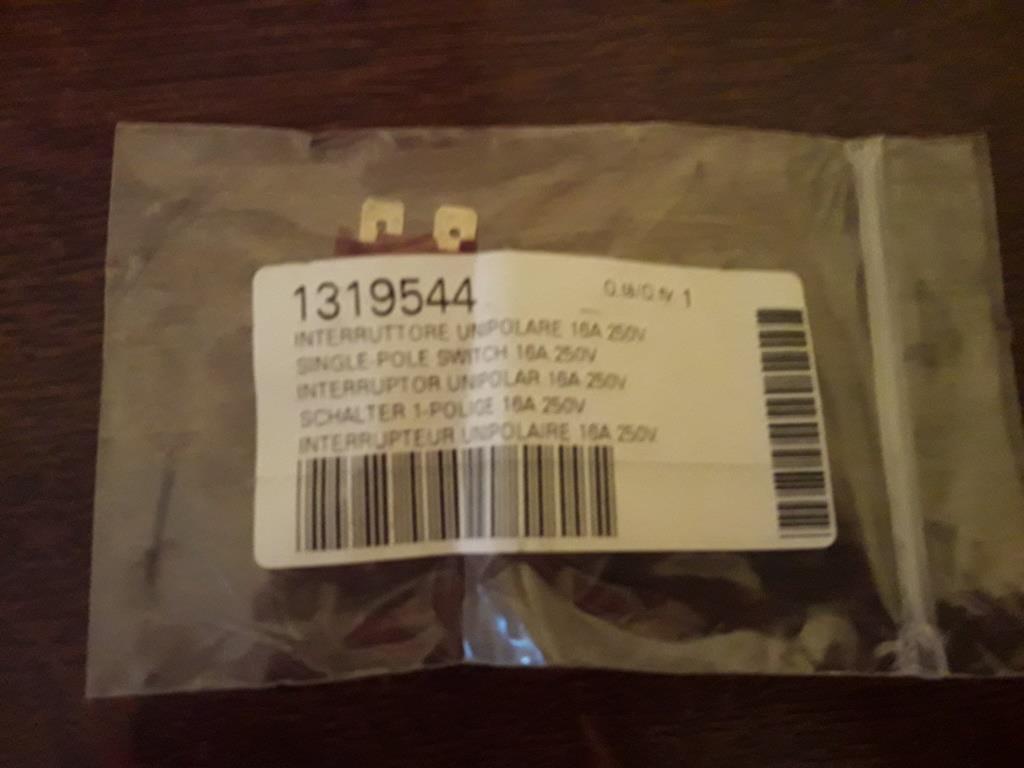 1319544
Q.tà/Q.ty 1
INTERRUTTORE UNIPOLARE 16A 250V
SINGLE-POLE SWITCH 16A 250V
INTERRUPTOR UNIPOLAR 16A 250V
SCHALTER 1-POLIGE 16A 250V
INTERRUPTEUR UNIPOLAIRE 16A 250V